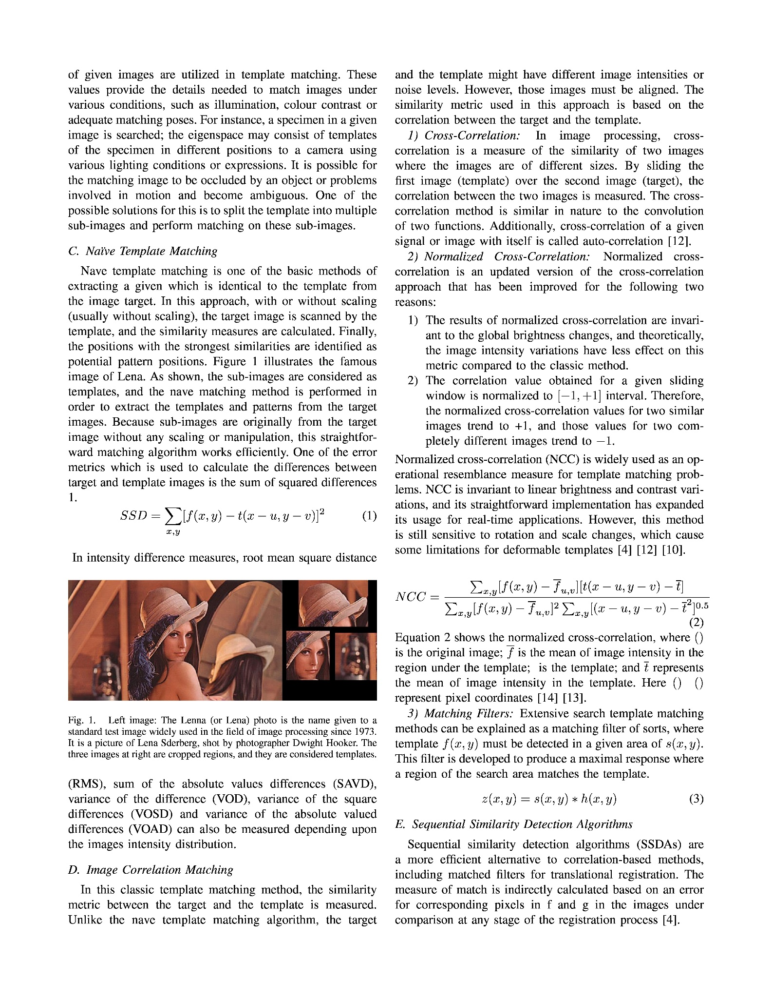 of given images are utilized in template matching. These
values provide the details needed to match images under
various conditions, such as illumination, colour contrast or
adequate matching poses. For instance, a specimen in a given
image is searched; the eigenspace may consist of templates
of the specimen in different positions to a camera using
various lighting conditions or expressions. It is possible for
the matching image to be occluded by an object or problems
involved in motion and become ambiguous. One of the
possible solutions for this is to split the template into multiple
sub-images and perform matching on these sub-images.
C. Naïve Template Matching
Nave template matching is one of the basic methods of
extracting a given which is identical to the template from
the image target. In this approach, with or without scaling
(usually without scaling), the target image is scanned by the
template, and the similarity measures are calculated. Finally,
the positions with the strongest similarities are identified as
potential pattern positions. Figure 1 illustrates the famous
image of Lena. As shown, the sub-images are considered as
templates, and the nave matching method is performed in
order to extract the templates and patterns from the target
images. Because sub-images are originally from the target
image without any scaling or manipulation, this straightfor-
ward matching algorithm works efficiently. One of the error
metrics which is used to calculate the differences between
target and template images is the sum of squared differences
1.
SSD = ∑_{x,y} [f(x, y) − t(x − u, y − v)]² (1)
In intensity difference measures, root mean square distance
Fig. 1. Left image: The Lenna (or Lena) photo is the name given to a
standard test image widely used in the field of image processing since 1973.
It is a picture of Lena Sderberg, shot by photographer Dwight Hooker. The
three images at right are cropped regions, and they are considered templates.
(RMS), sum of the absolute values differences (SAVD),
variance of the difference (VOD), variance of the square
differences (VOSD) and variance of the absolute valued
differences (VOAD) can also be measured depending upon
the images intensity distribution.
D. Image Correlation Matching
In this classic template matching method, the similarity
metric between the target and the template is measured.
Unlike the nave template matching algorithm, the target
and the template might have different image intensities or
noise levels. However, those images must be aligned. The
similarity metric used in this approach is based on the
correlation between the target and the template.
1) Cross-Correlation: In image processing, cross-
correlation is a measure of the similarity of two images
where the images are of different sizes. By sliding the
first image (template) over the second image (target), the
correlation between the two images is measured. The cross-
correlation method is similar in nature to the convolution
of two functions. Additionally, cross-correlation of a given
signal or image with itself is called auto-correlation [12].
2) Normalized Cross-Correlation: Normalized cross-
correlation is an updated version of the cross-correlation
approach that has been improved for the following two
reasons:
1) The results of normalized cross-correlation are invari-
ant to the global brightness changes, and theoretically,
the image intensity variations have less effect on this
metric compared to the classic method.
2) The correlation value obtained for a given sliding
window is normalized to [−1, +1] interval. Therefore,
the normalized cross-correlation values for two similar
images trend to +1, and those values for two com-
pletely different images trend to −1.
Normalized cross-correlation (NCC) is widely used as an op-
erational resemblance measure for template matching prob-
lems. NCC is invariant to linear brightness and contrast vari-
ations, and its straightforward implementation has expanded
its usage for real-time applications. However, this method
is still sensitive to rotation and scale changes, which cause
some limitations for deformable templates [4] [12] [10].
∑_{x,y}[f(x, y) − f̅_{u,v}][t(x − u, y − v) − t̅]
NCC =
∑_{x,y}[f(x, y) − f̅_{u,v}]² ∑_{x,y}[(x − u, y − v) − t̅²]^{0.5}
(2)
Equation 2 shows the normalized cross-correlation, where ()
is the original image; f̅ is the mean of image intensity in the
region under the template; is the template; and t̅ represents
the mean of image intensity in the template. Here () ()
represent pixel coordinates [14] [13].
3) Matching Filters: Extensive search template matching
methods can be explained as a matching filter of sorts, where
template f(x, y) must be detected in a given area of s(x, y).
This filter is developed to produce a maximal response where
a region of the search area matches the template.
z(x, y) = s(x, y) ∗ h(x, y) (3)
E. Sequential Similarity Detection Algorithms
Sequential similarity detection algorithms (SSDAs) are
a more efficient alternative to correlation-based methods,
including matched filters for translational registration. The
measure of match is indirectly calculated based on an error
for corresponding pixels in f and g in the images under
comparison at any stage of the registration process [4].